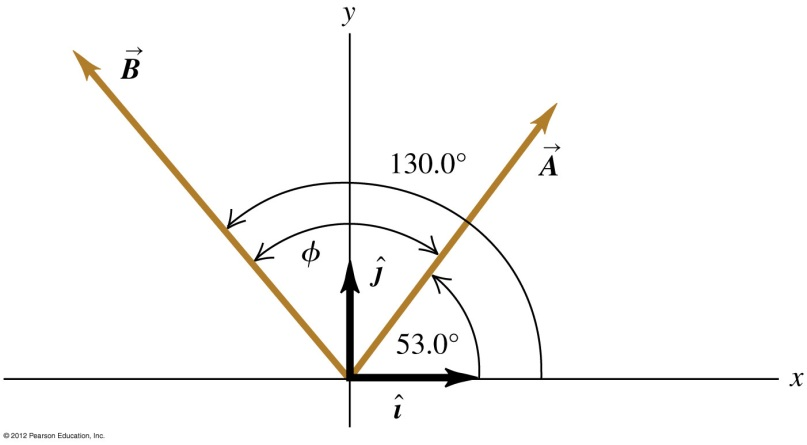 y
B⃗
130.0°
A⃗
ϕ
ĵ
53.0°
x
î
© 2012 Pearson Education, Inc.